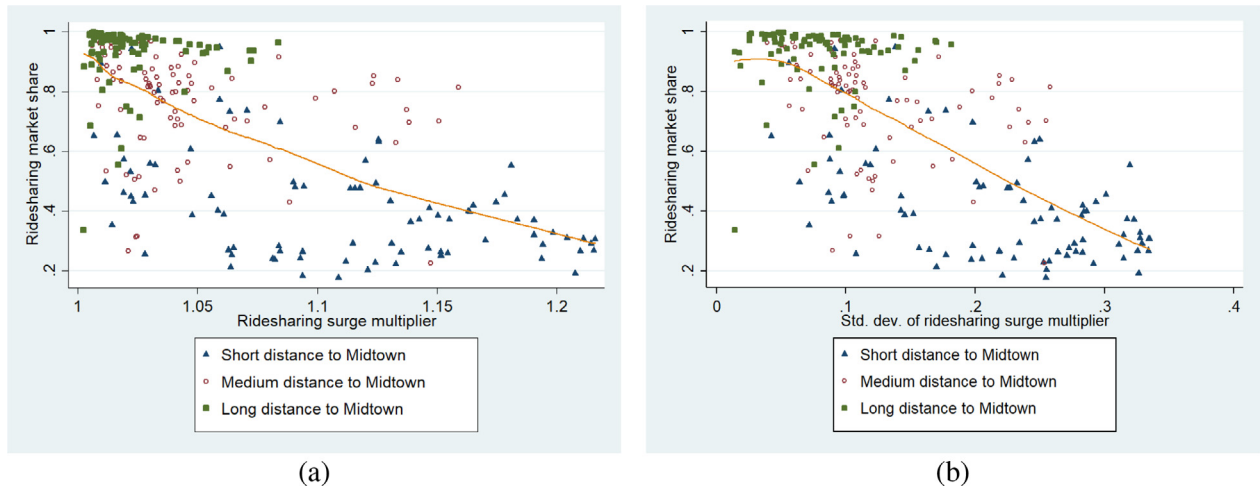 Ridesharing market share
1
.8
.6
.4
.2
1
1.05
1.1
1.15
1.2
Ridesharing surge multiplier
Short distance to Midtown
Medium distance to Midtown
Long distance to Midtown
(a)
Ridesharing market share
1
.8
.6
.4
.2
0
.1
.2
.3
.4
Std. dev. of ridesharing surge multiplier
Short distance to Midtown
Medium distance to Midtown
Long distance to Midtown
(b)